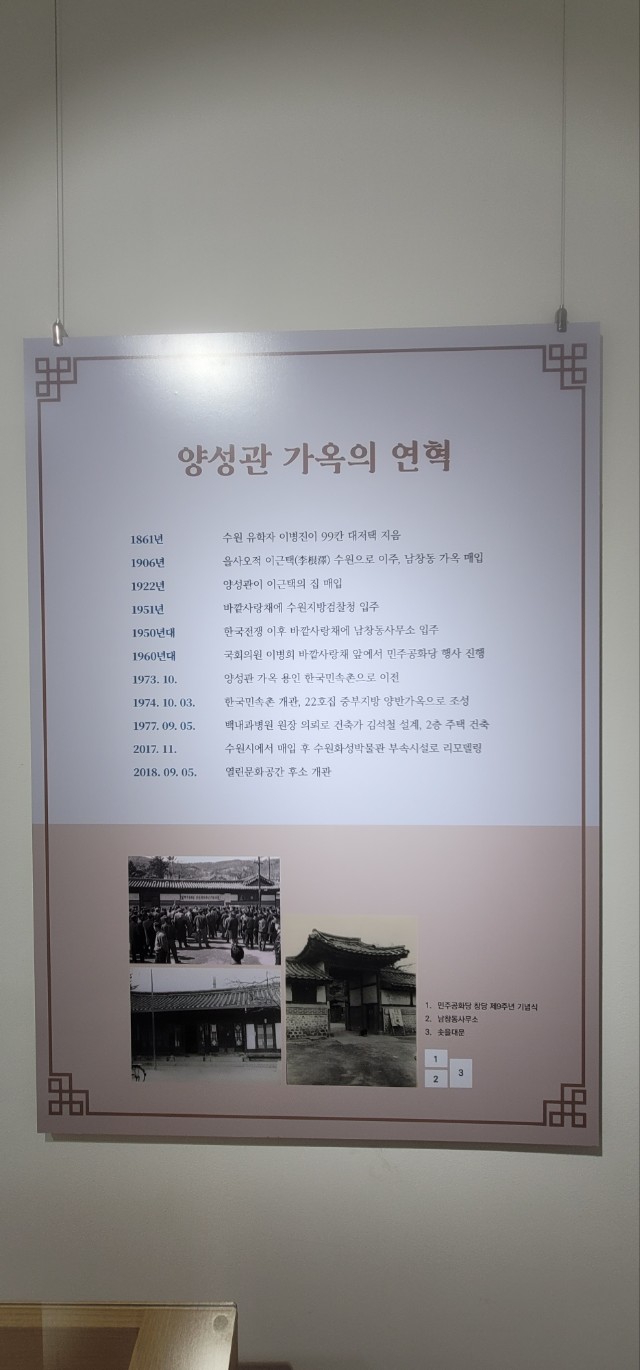 양성관 가옥의 연혁
1861년 수원 유학자 이병진이 99칸 대저택 지음
1906년 을사오적 이근택(李根澤) 수원으로 이주, 남창동 가옥 매입
1922년 양성관이 이근택의 집 매입
1951년 바깥사랑채에 수원지방검찰청 입주
1950년대 한국전쟁 이후 바깥사랑채에 남창동사무소 입주
1960년대 국회의원 이병희 바깥사랑채 앞에서 민주공화당 행사 진행
1973. 10. 양성관 가옥 용인 한국민속촌으로 이전
1974. 10. 03. 한국민속촌 개관, 22호집 중부지방 양반가옥으로 조성
1977. 09. 05. 백내과병원 원장 의뢰로 건축가 김석철 설계, 2층 주택 건축
2017. 11. 수원시에서 매입 후 수원화성박물관 부속시설로 리모델링
2018. 09. 05. 열린문화공간 후소 개관
1. 민주공화당 창당 제9주년 기념식
2. 남창동사무소
3. 솟을대문
1
2
3